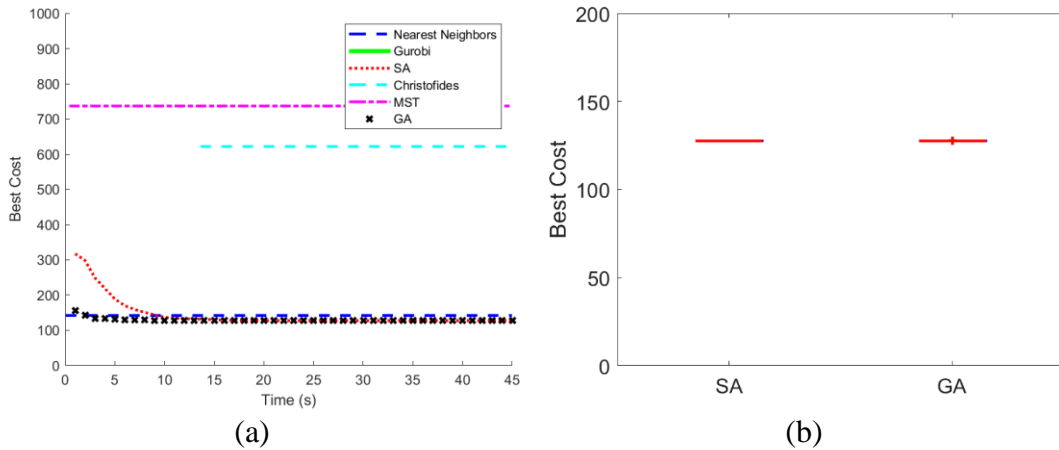 1000
900
800
700
600
500
400
300
200
100
0
Best Cost
0 5 10 15 20 25 30 35 40 45
Time (s)
Nearest Neighbors
Gurobi
SA
Christofides
MST
GA
(a)
200
150
100
50
0
Best Cost
SA GA
(b)